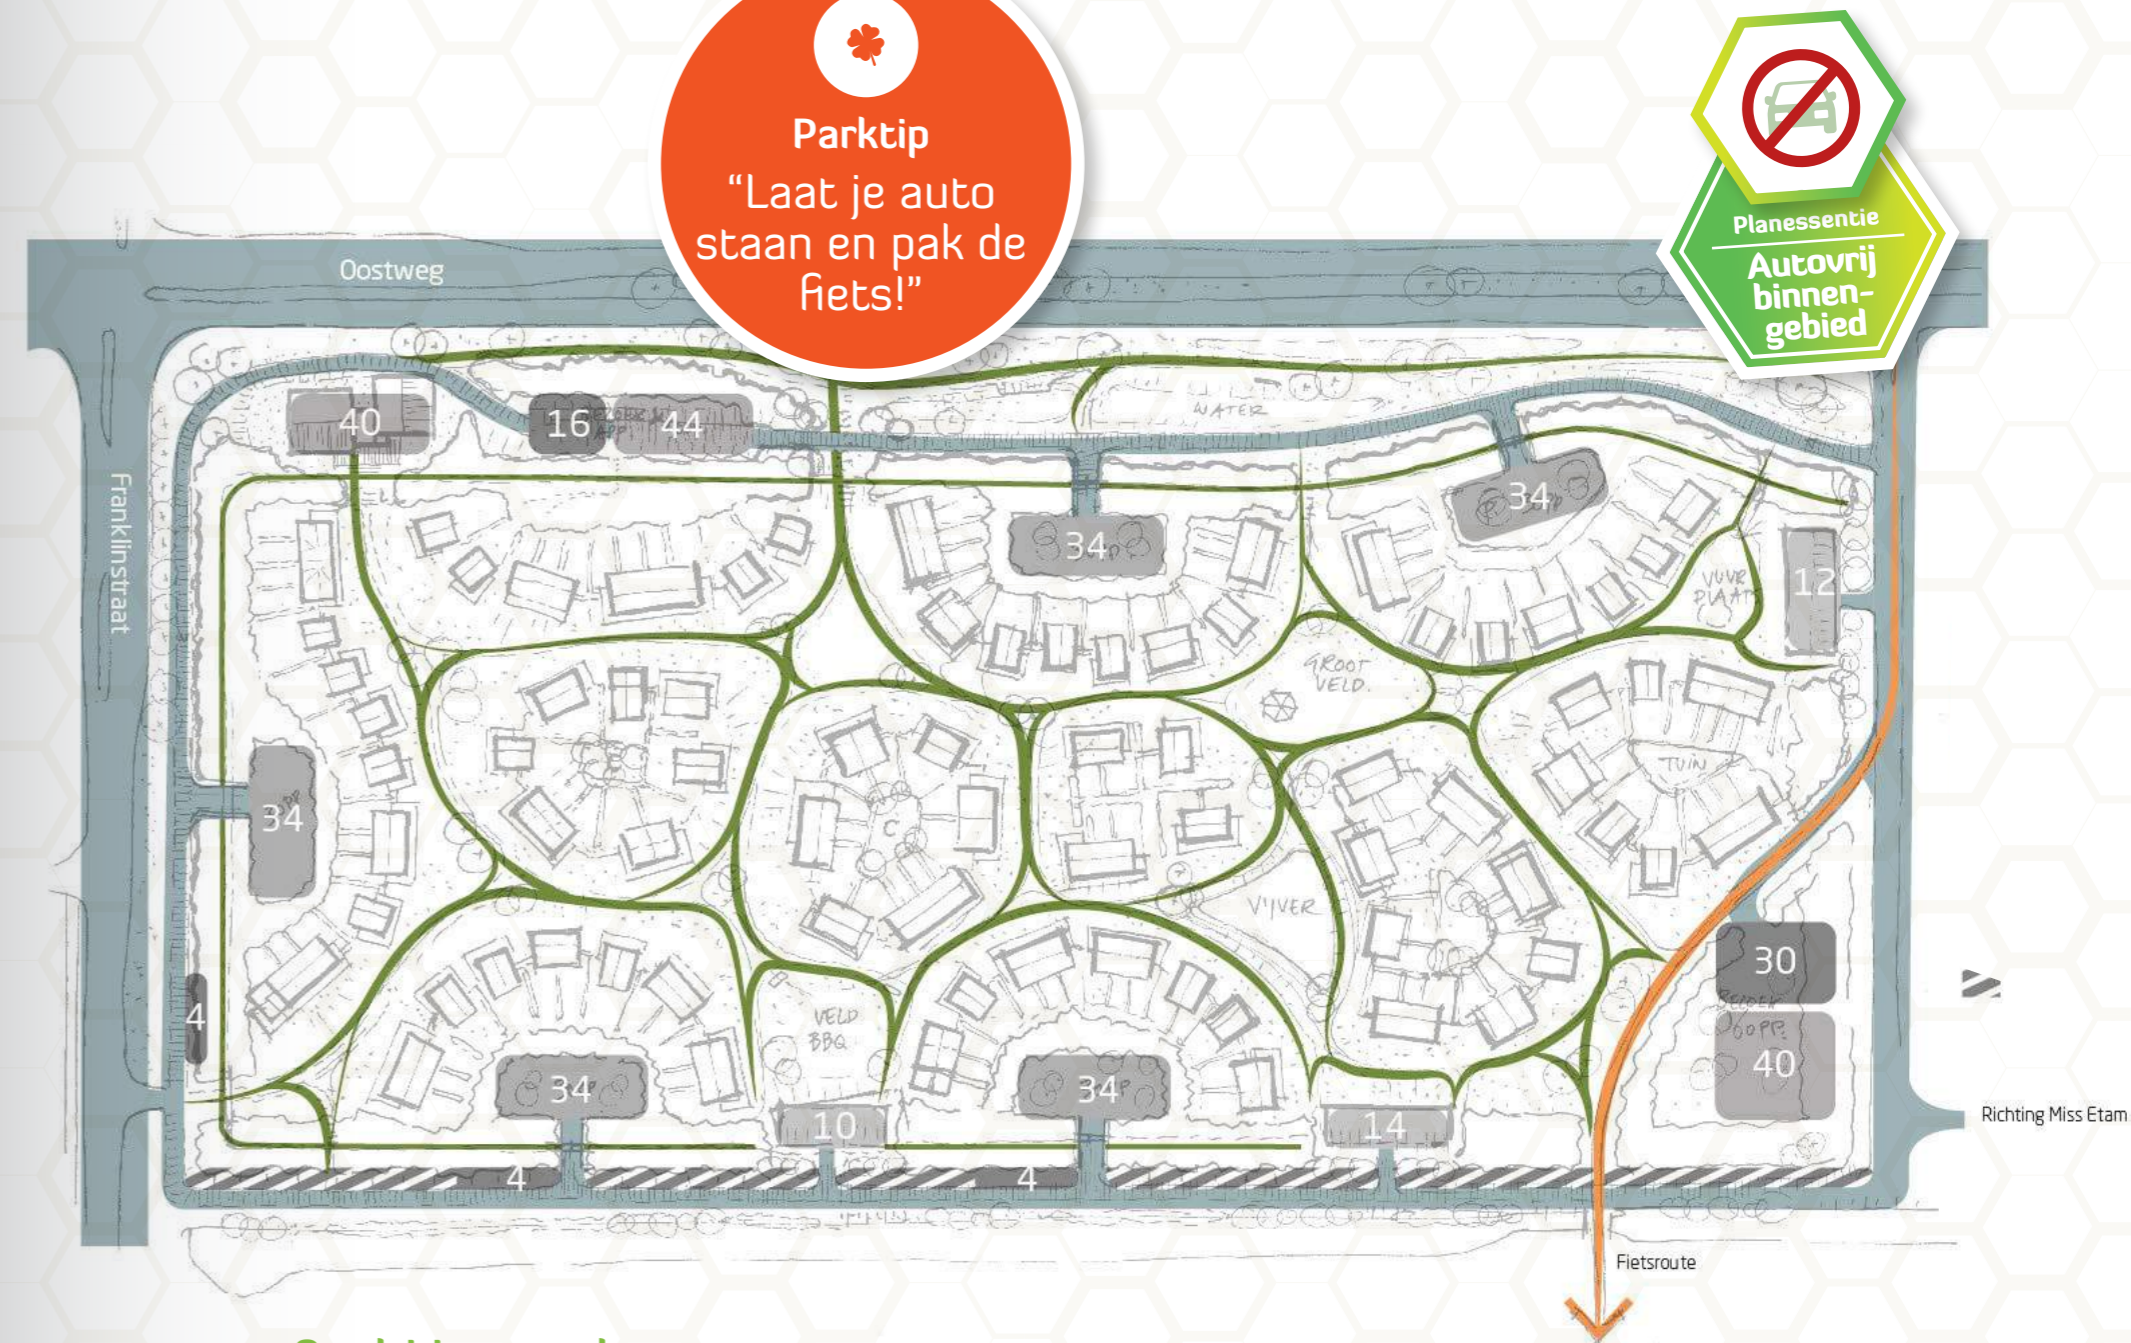 Parktip
“Laat je auto
staan en pak de
fiets!”
Planessentie
Autovrij
binnen-
gebied
Oostweg
Franklinstraat
WATER
40
16
44
34
34
34
12
VUUR
PLAATS
GROOT
VELD
TUIN
C
VIJVER
34
4
VELD
BBQ
30
40
34
10
34
14
4
4
Richting Miss Etam
Fietsroute